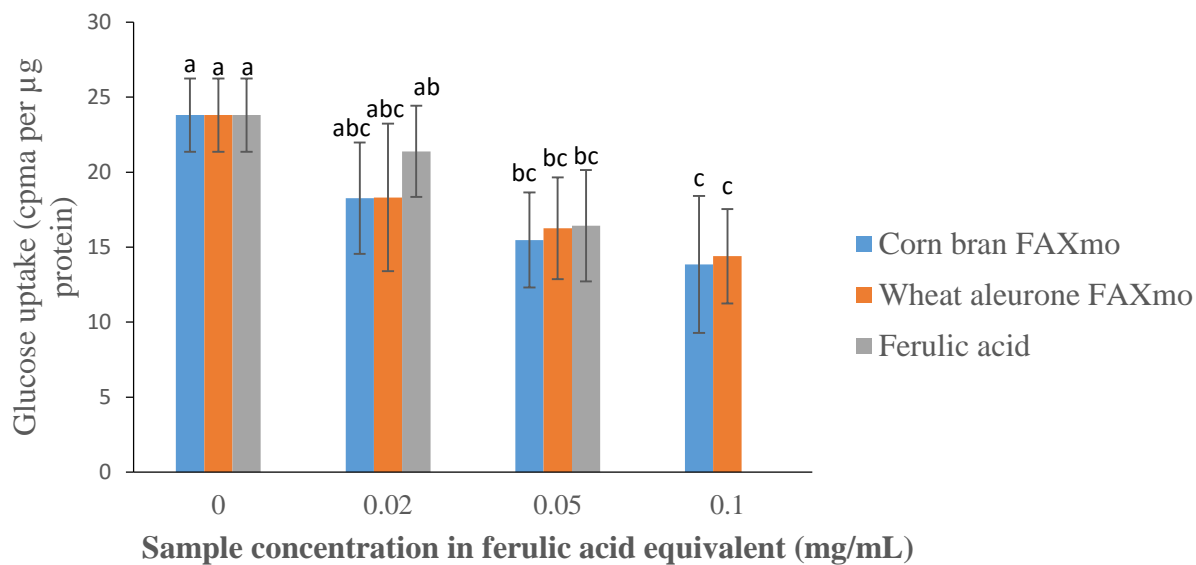 Glucose uptake (cpma per µg
protein)
30
25
20
15
10
5
0
a a a
abc abc ab
bc bc bc
c c
0 0.02 0.05 0.1
Sample concentration in ferulic acid equivalent (mg/mL)
Corn bran FAXmo
Wheat aleurone FAXmo
Ferulic acid